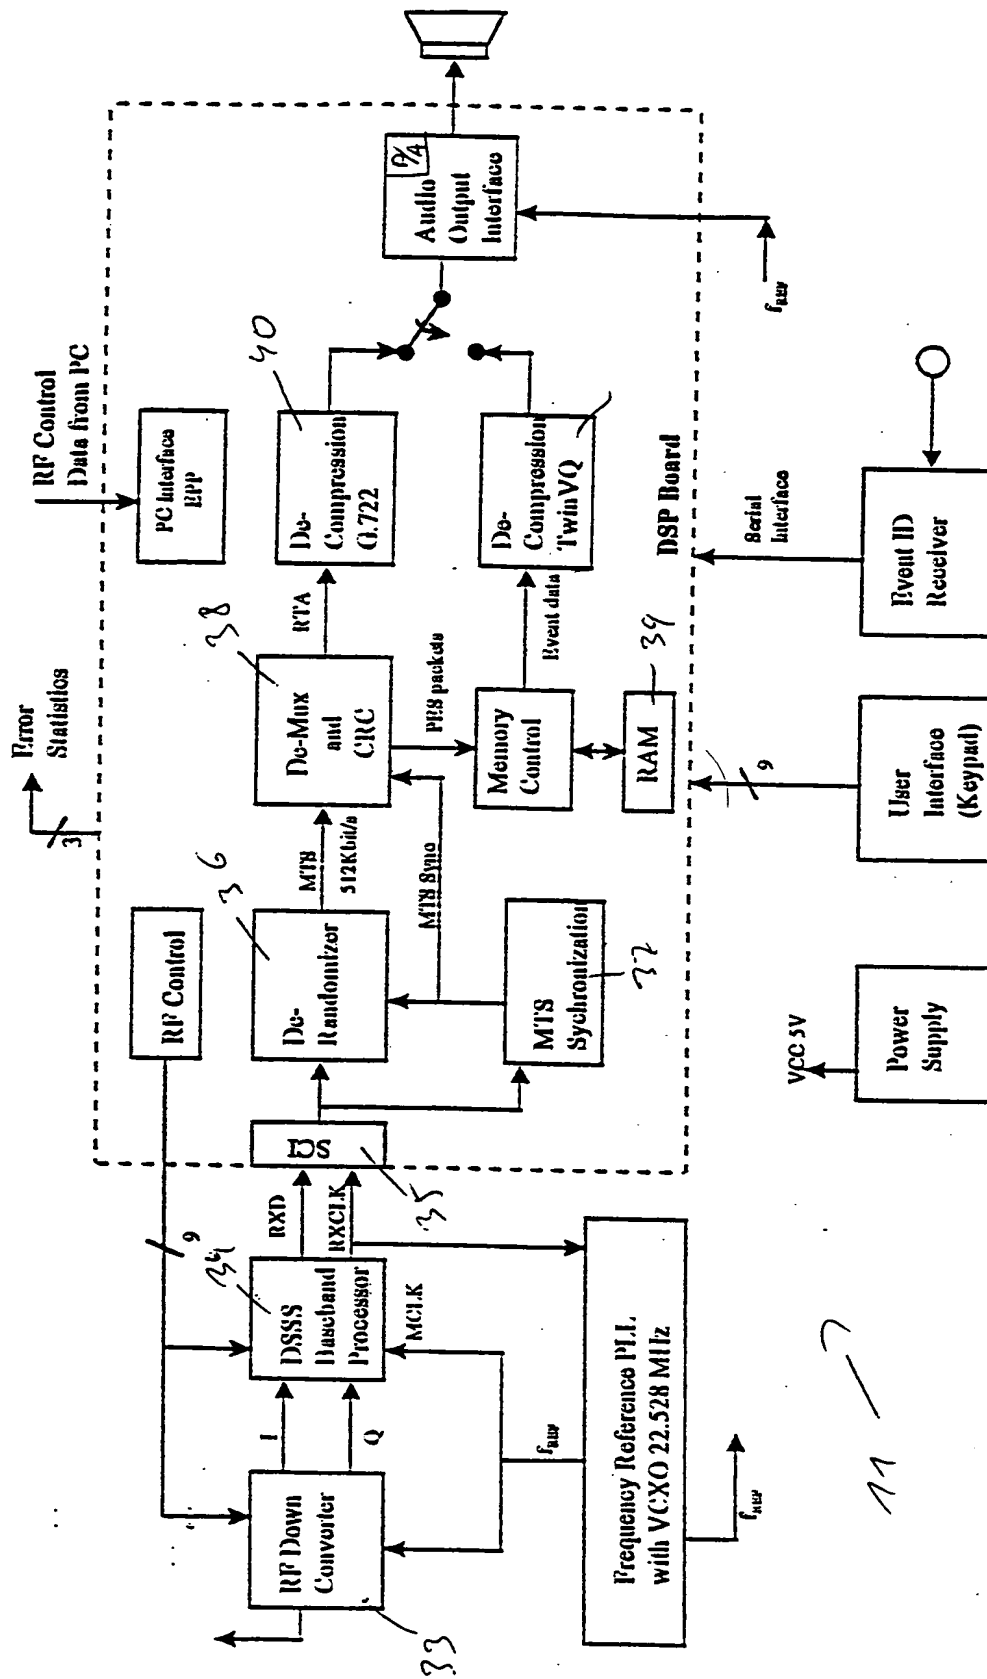 RF Down
Converter
33
I
Q
DSSS
Baseband
Processor
34
9
RXD
RXCLK
MCLK
fREF
Frequency Reference PLL
with VCXO 22.528 MHz
fREF
SCI
35
RF Control
De-
Randomizer
36
MTS
512Kbit/s
MTS Sync
MTS
Sychronization
37
Error
Statistics
3
De-Mux
and
CRC
38
RTA
PES packets
Memory
Control
RAM
39
Event data
RF Control
Data from PC
PC Interface
EPP
De-
Compression
G.722
40
De-
Compression
TwinVQ
DSP Board
Audio
Output
Interface
D/A
fREF
Serial
Interface
Event ID
Receiver
9
User
Interface
(Keypad)
VCC 5V
Power
Supply
11